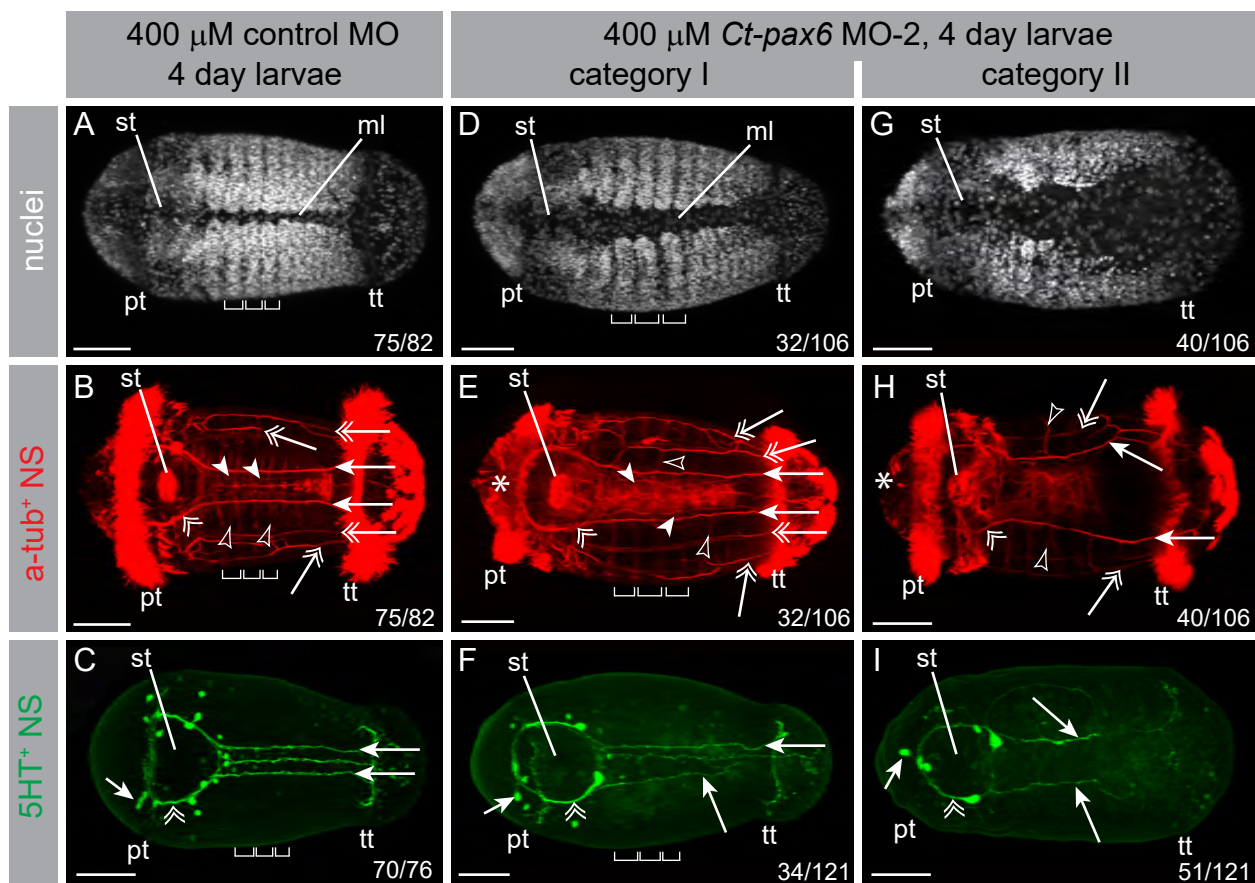 400 μM control MO
4 day larvae
400 μM Ct-pax6 MO-2, 4 day larvae
category I
category II
nuclei
A
st
ml
pt
tt
75/82
D
st
ml
pt
tt
32/106
G
st
pt
tt
40/106
a-tub+ NS
B
st
pt
tt
75/82
E
st
*
pt
tt
32/106
H
st
*
pt
tt
40/106
5HT+ NS
C
st
pt
tt
70/76
F
st
pt
tt
34/121
I
st
pt
tt
51/121